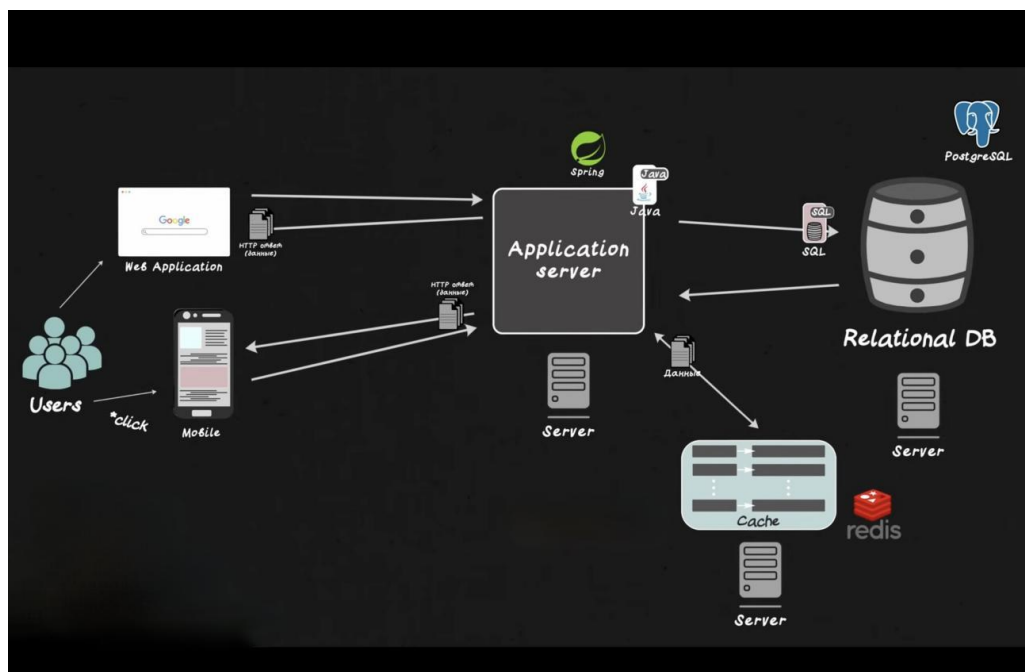 PostgreSQL
Spring
Java
Java
Google
HTTP ответ
(данные)
Web Application
Application
server
SQL
SQL
HTTP ответ
(данные)
Relational DB
Данные
Users
*click
Mobile
Server
Server
Cache
redis
Server